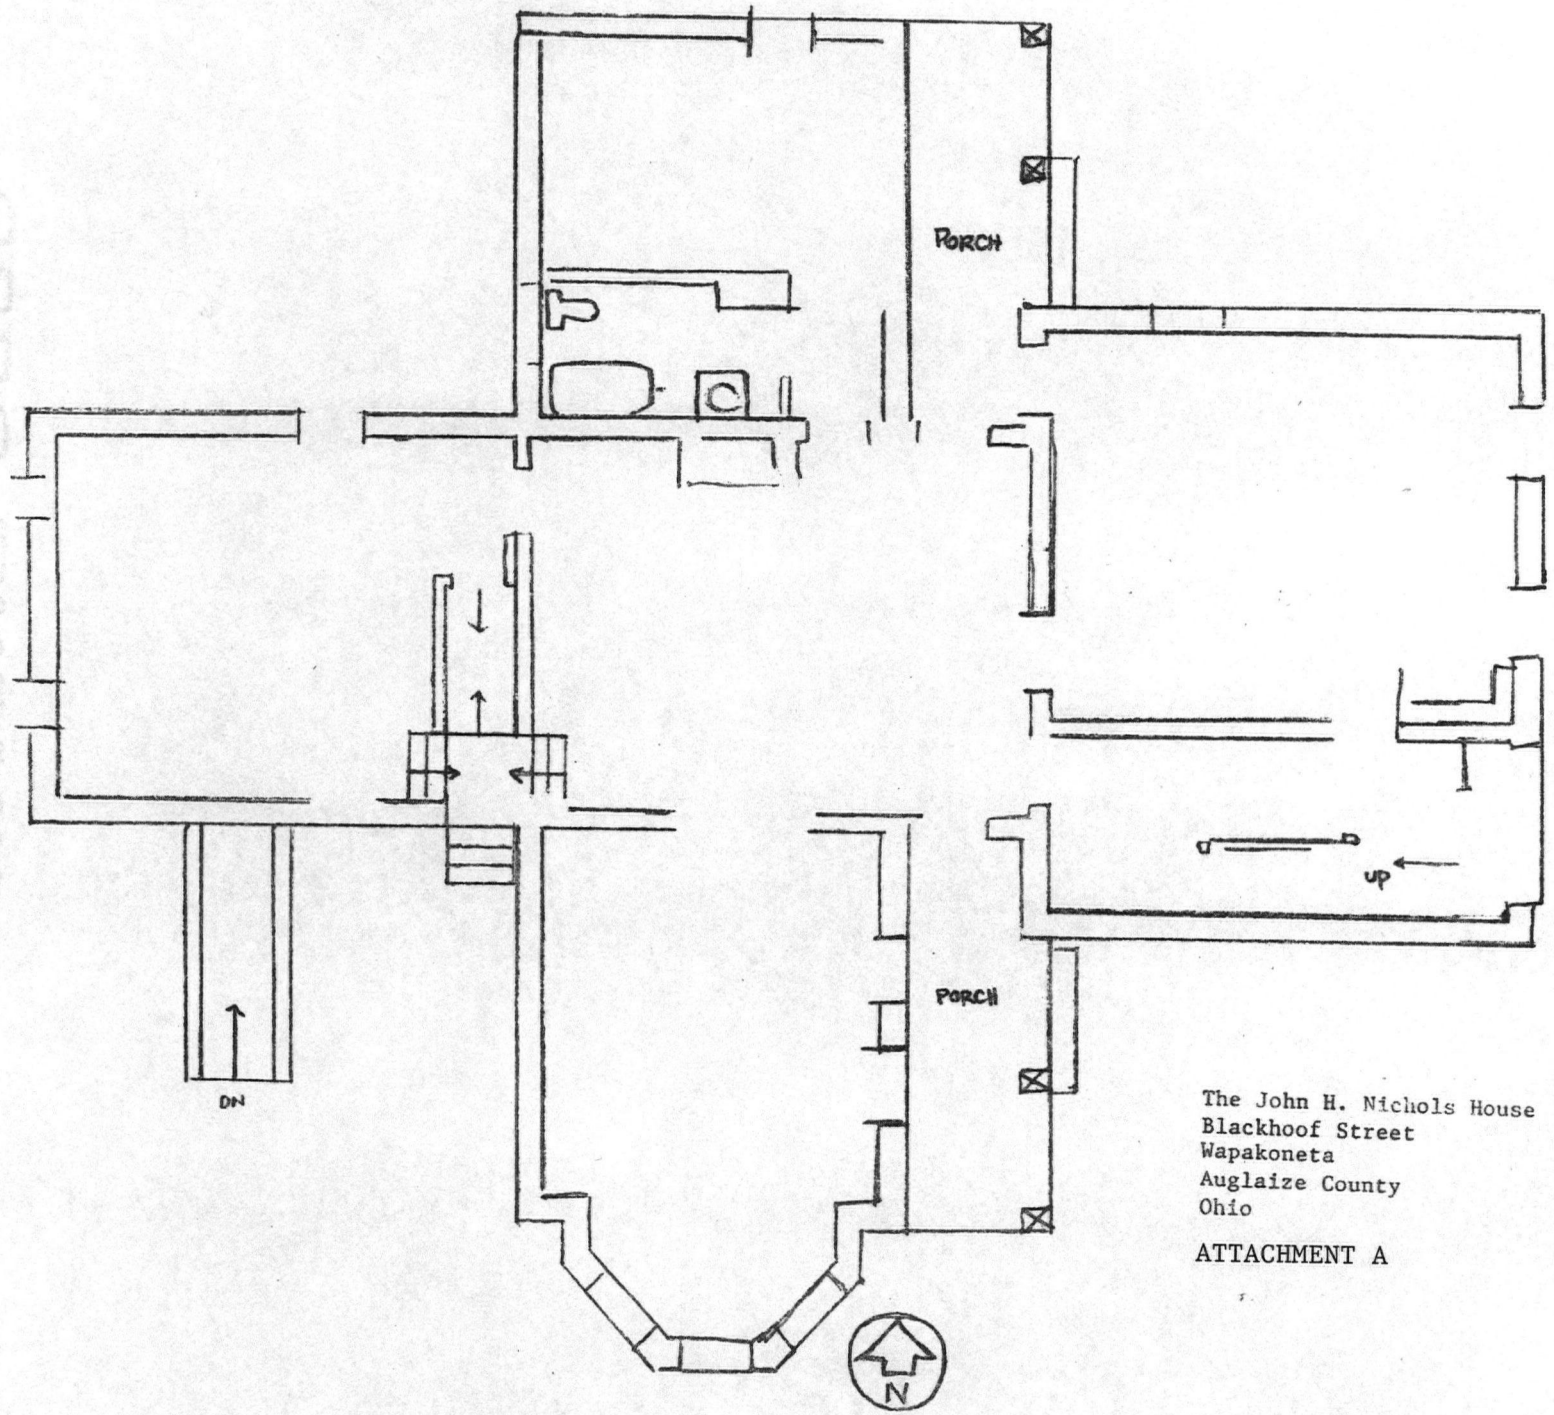 PORCH
UP
PORCH
DN
The John H. Nichols House
Blackhoof Street
Wapakoneta
Auglaize County
Ohio
ATTACHMENT A
N